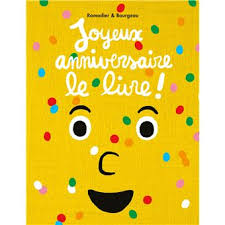 Ramadier & Bourgeau
Joyeux
anniversaire
le livre !